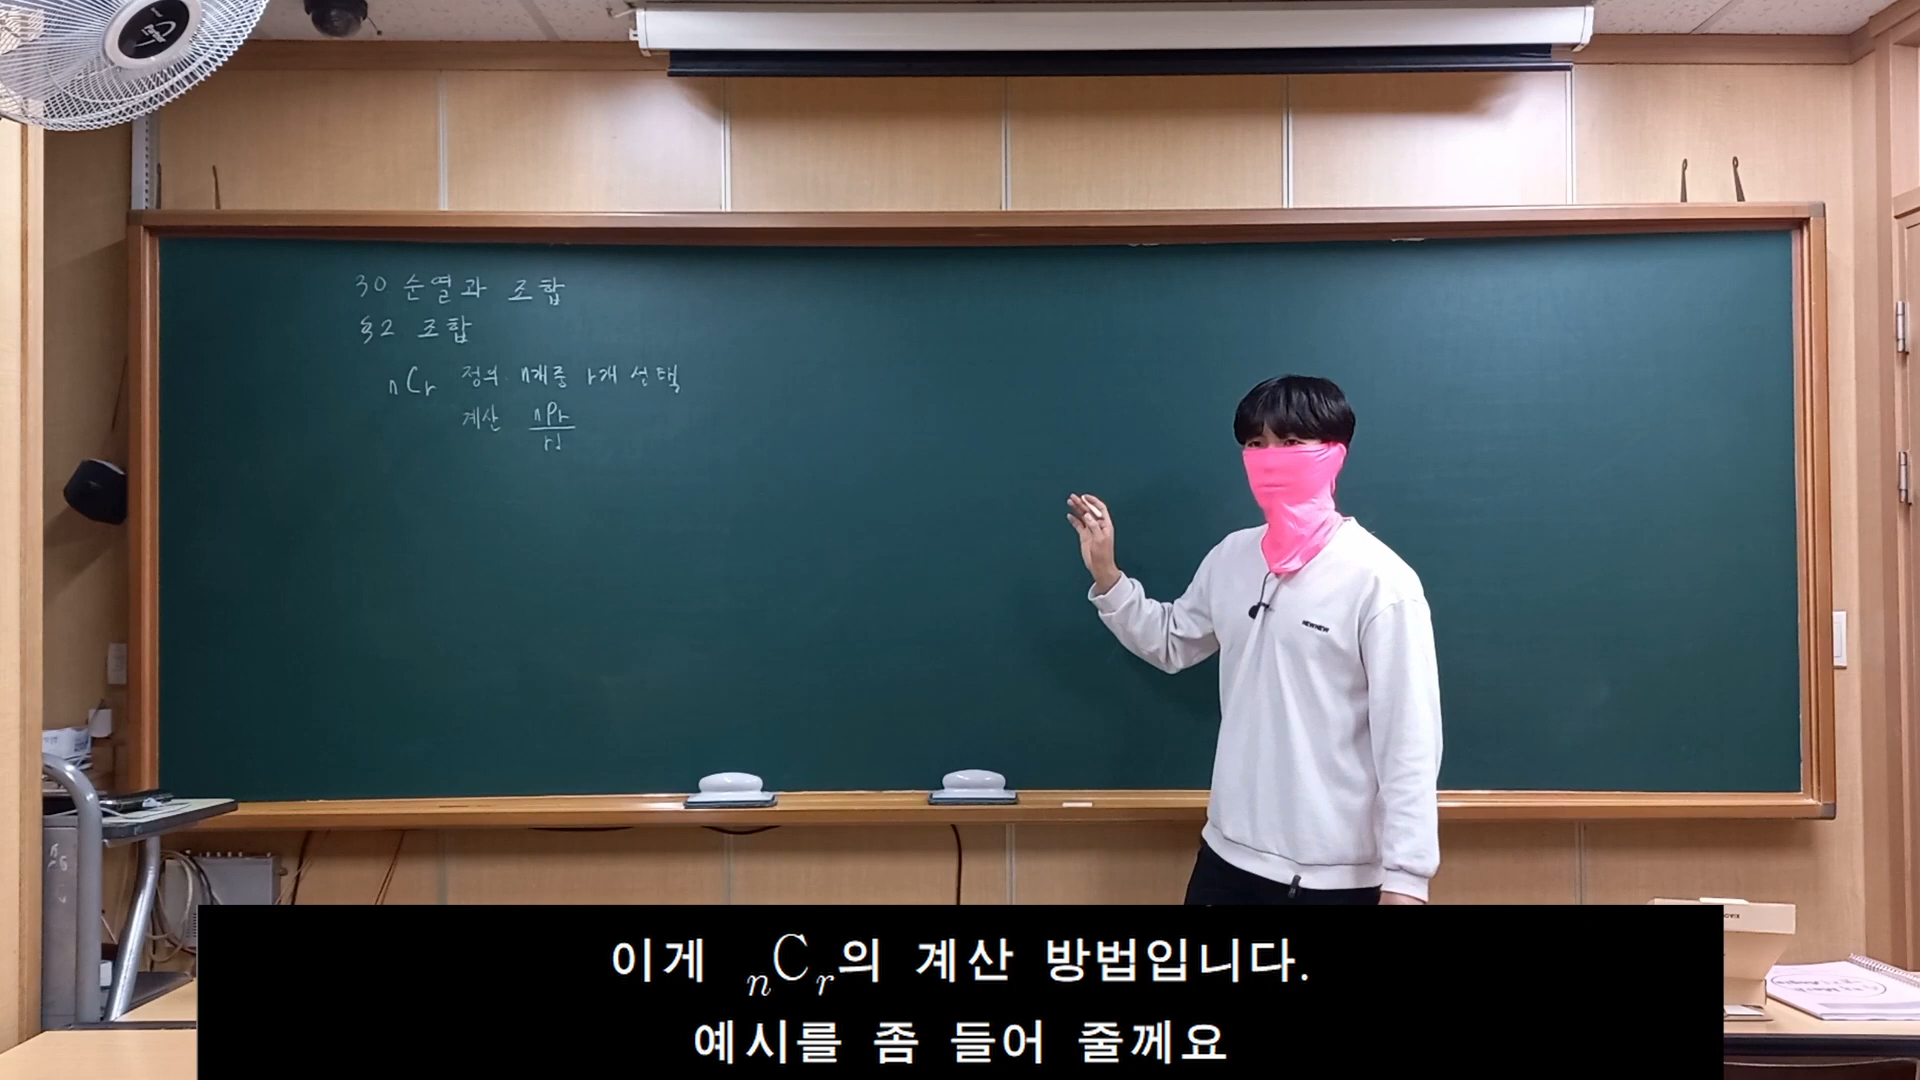 30 순열과 조합
§2 조합
nCr 정의 n개중 r개 선택
계산 nPr
r!
NEWNEW
이게 nCr의 계산 방법입니다.
예시를 좀 들어 줄께요